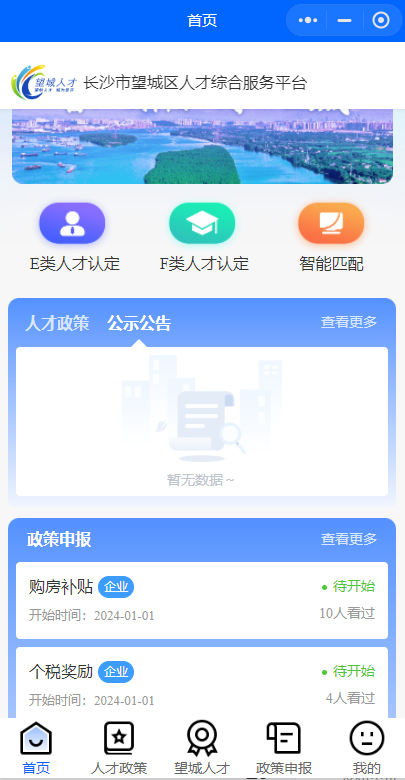 首页
望城人才
长沙市望城区人才综合服务平台
E类人才认定
F类人才认定
智能匹配
人才政策
公示公告
查看更多
暂无数据~
政策申报
查看更多
购房补贴 企业
待开始
开始时间：2024-01-01
10人看过
个税奖励 企业
待开始
开始时间：2024-01-01
4人看过
首页
人才政策
望城人才
政策申报
我的